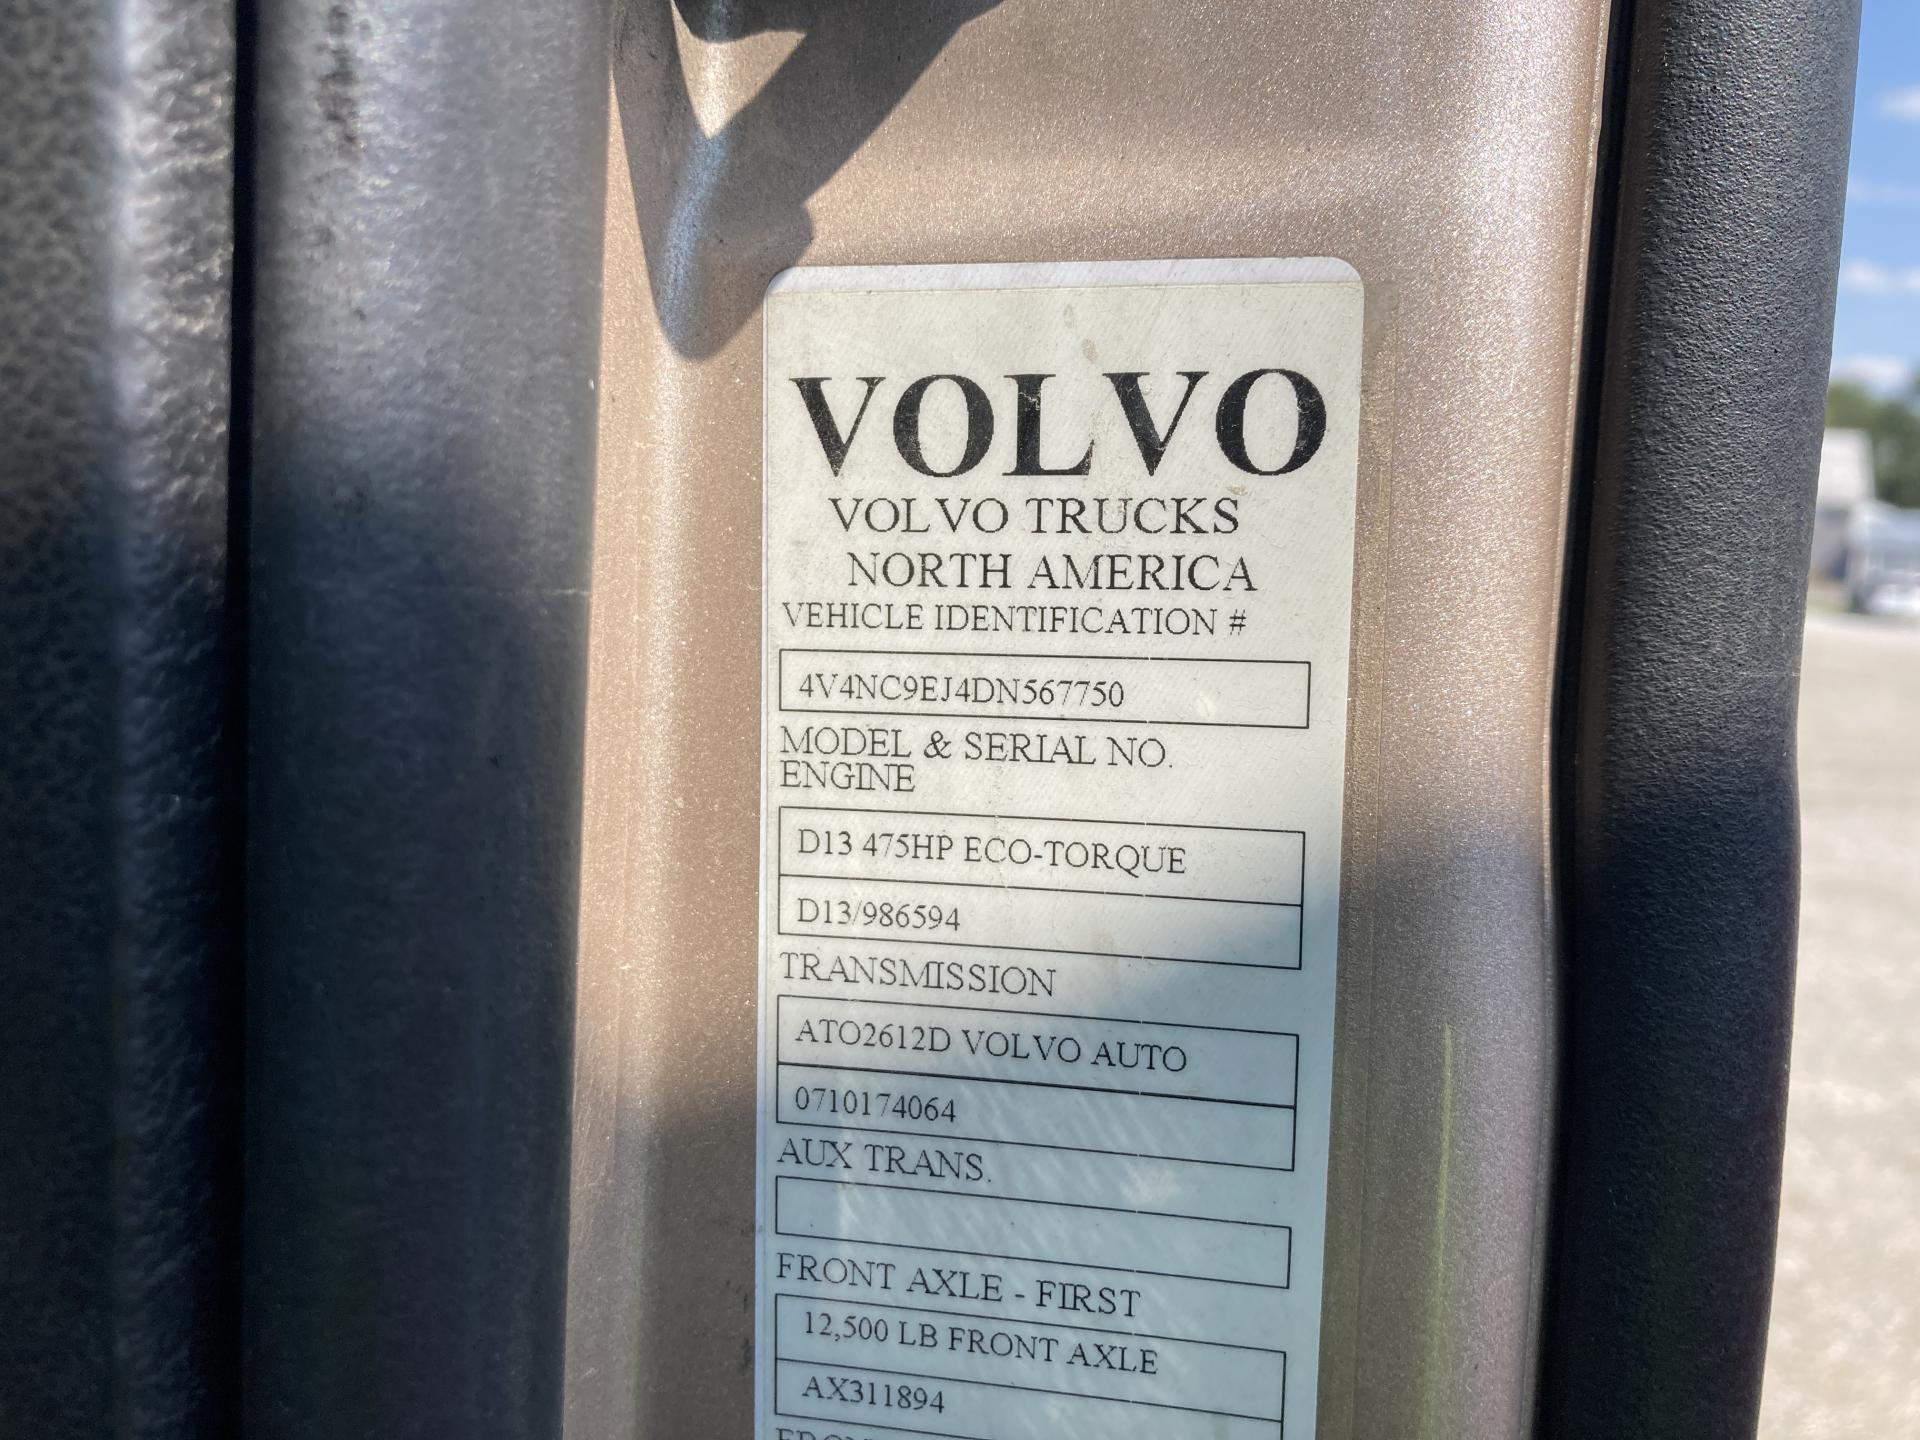 VOLVO
VOLVO TRUCKS
NORTH AMERICA
VEHICLE IDENTIFICATION #
4V4NC9EJ4DN567750
MODEL & SERIAL NO.
ENGINE
D13 475HP ECO-TORQUE
D13/986594
TRANSMISSION
ATO2612D VOLVO AUTO
0710174064
AUX TRANS.
FRONT AXLE - FIRST
12,500 LB FRONT AXLE
AX311894